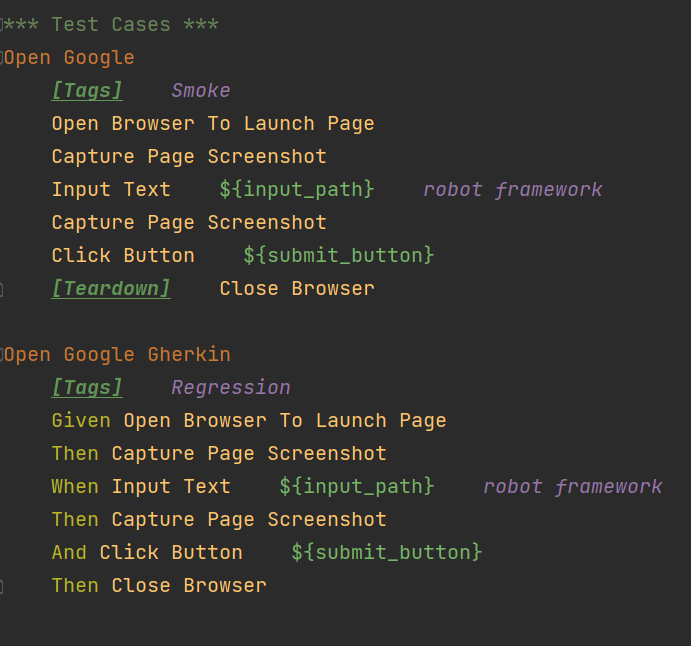 *** Test Cases ***
Open Google
[Tags]    Smoke
Open Browser To Launch Page
Capture Page Screenshot
Input Text    ${input_path}    robot framework
Capture Page Screenshot
Click Button    ${submit_button}
[Teardown]    Close Browser
Open Google Gherkin
[Tags]    Regression
Given Open Browser To Launch Page
Then Capture Page Screenshot
When Input Text    ${input_path}    robot framework
Then Capture Page Screenshot
And Click Button    ${submit_button}
Then Close Browser